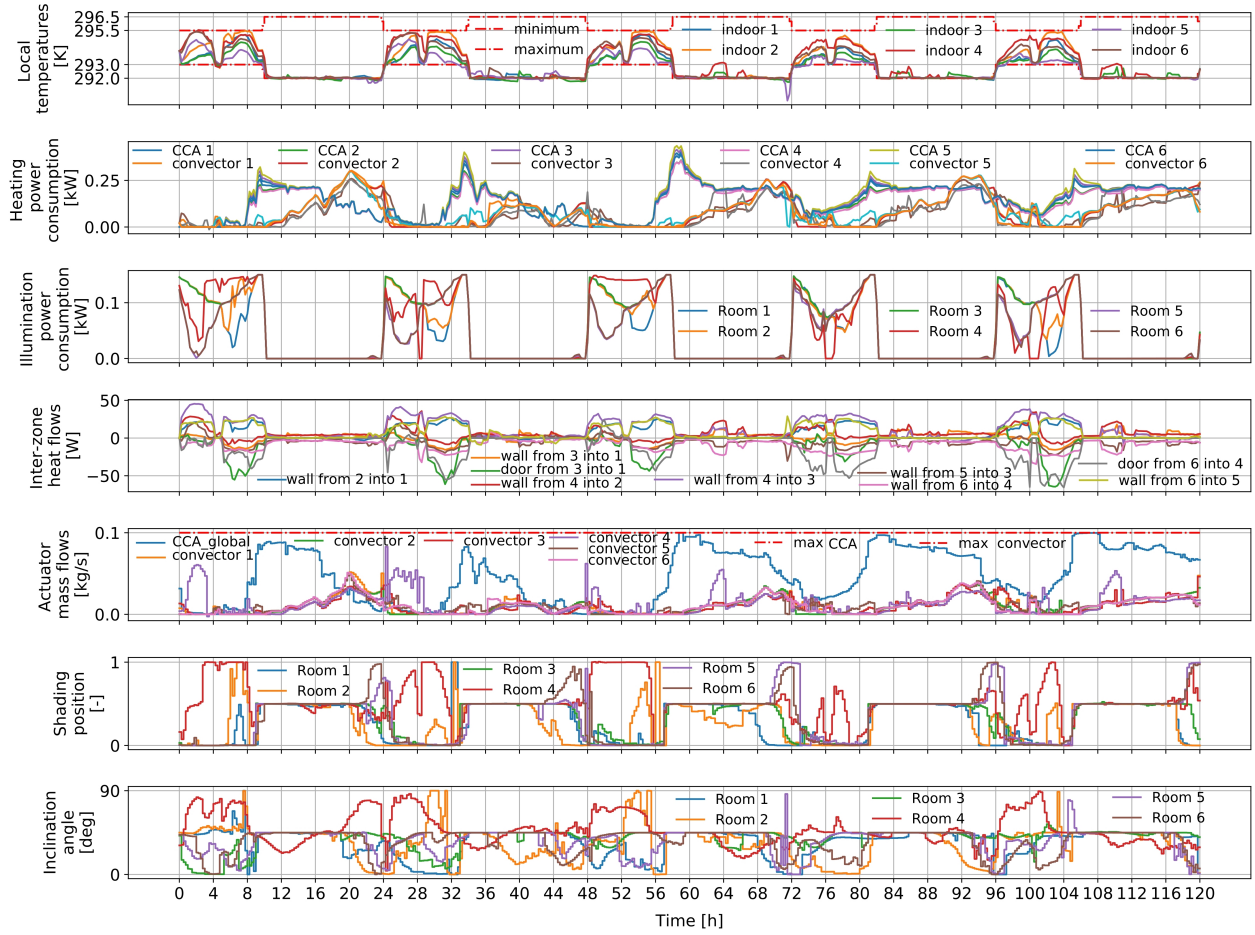 296.5
295.5
293.0
292.0
Local
temperatures
[K]
minimum
maximum
indoor 1
indoor 2
indoor 3
indoor 4
indoor 5
indoor 6
0.25
0.00
Heating
power
consumption
[kW]
CCA 1
convector 1
CCA 2
convector 2
CCA 3
convector 3
CCA 4
convector 4
CCA 5
convector 5
CCA 6
convector 6
0.1
0.0
Illumination
power
consumption
[kW]
Room 1
Room 2
Room 3
Room 4
Room 5
Room 6
50
0
−50
Inter-zone
heat flows
[W]
wall from 2 into 1
wall from 3 into 1
door from 3 into 1
wall from 4 into 2
wall from 4 into 3
wall from 5 into 3
wall from 6 into 4
door from 6 into 4
wall from 6 into 5
0.1
0.0
Actuator
mass flows
[kg/s]
CCA_global
convector 1
convector 2
convector 3
convector 4
convector 5
convector 6
max CCA
max convector
1
0
Shading
position
[-]
Room 1
Room 2
Room 3
Room 4
Room 5
Room 6
90
0
Inclination
angle
[deg]
Room 1
Room 2
Room 3
Room 4
Room 5
Room 6
0 4 8 12 16 20 24 28 32 36 40 44 48 52 56 60 64 68 72 76 80 84 88 92 96 100 104 108 112 116 120
Time [h]